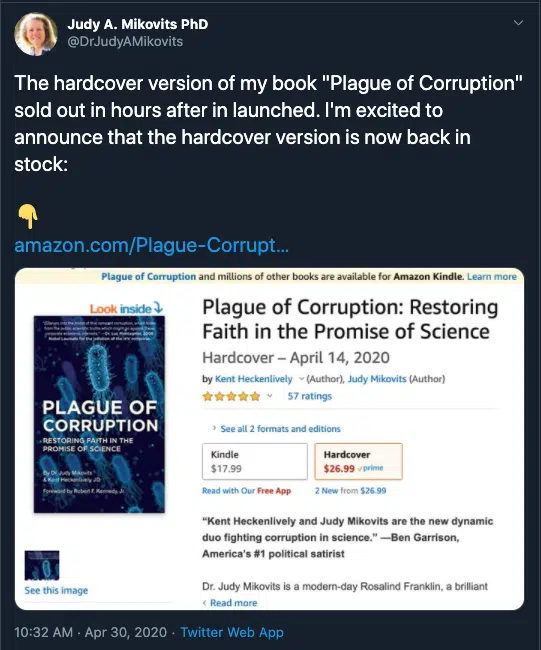 Judy A. Mikovits PhD
@DrJudyAMikovits
The hardcover version of my book "Plague of Corruption"
sold out in hours after in launched. I'm excited to
announce that the hardcover version is now back in
stock:
👇
amazon.com/Plague-Corrupt...
Plague of Corruption and millions of other books are available for Amazon Kindle. Learn more
Look inside
PLAGUE OF
CORRUPTION
RESTORING FAITH IN THE
PROMISE OF SCIENCE
By Dr. Judy Mikovits
& Kent Heckenlively, JD
Foreword by Robert F. Kennedy, Jr.
See this image
Plague of Corruption: Restoring
Faith in the Promise of Science
Hardcover – April 14, 2020
by Kent Heckenlively (Author), Judy Mikovits (Author)
57 ratings
› See all 2 formats and editions
Kindle
$17.99
Hardcover
$26.99 ✓prime
Read with Our Free App
2 New from $26.99
“Kent Heckenlively and Judy Mikovits are the new dynamic
duo fighting corruption in science.” —Ben Garrison,
America's #1 political satirist
Dr. Judy Mikovits is a modern-day Rosalind Franklin, a brilliant
‹ Read more
10:32 AM · Apr 30, 2020 · Twitter Web App